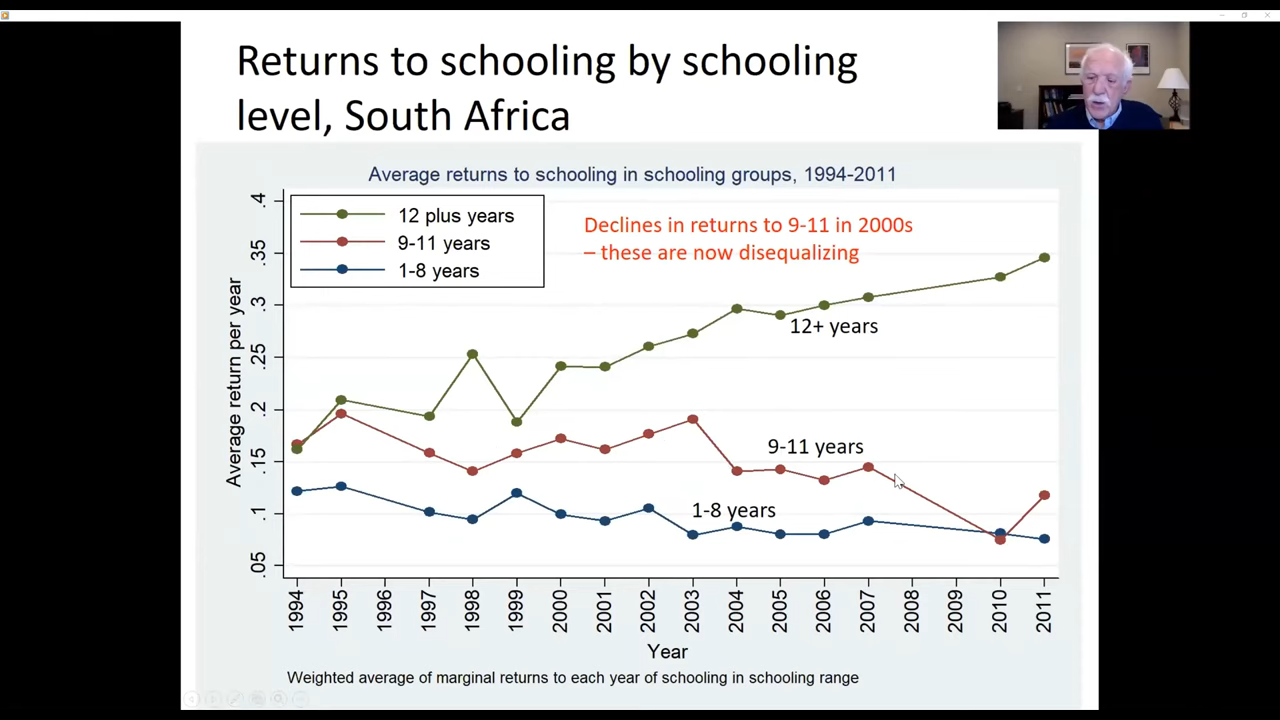 Returns to schooling by schooling
level, South Africa
Average returns to schooling in schooling groups, 1994-2011
12 plus years
9-11 years
1-8 years
Declines in returns to 9-11 in 2000s
– these are now disequalizing
Average return per year
.4
.35
.3
.25
.2
.15
.1
.05
12+ years
9-11 years
1-8 years
1994 1995 1996 1997 1998 1999 2000 2001 2002 2003 2004 2005 2006 2007 2008 2009 2010 2011
Year
Weighted average of marginal returns to each year of schooling in schooling range